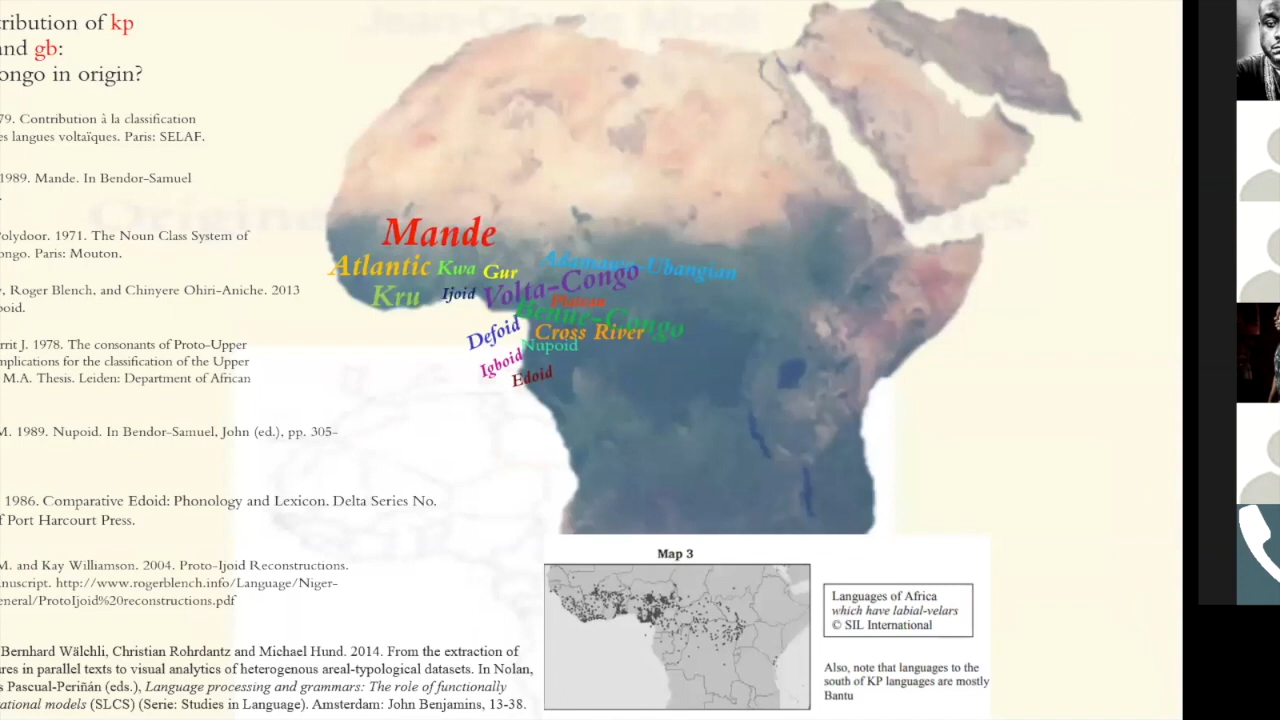 tribution of kp
and gb:
ongo in origin?
79. Contribution à la classification
es langues voltaïques. Paris: SELAF.
1989. Mande. In Bendor-Samuel
Polydoor. 1971. The Noun Class System of
ongo. Paris: Mouton.
, Roger Blench, and Chinyere Ohiri-Aniche. 2013
oid.
rrit J. 1978. The consonants of Proto-Upper
mplications for the classification of the Upper
M.A. Thesis. Leiden: Department of African
M. 1989. Nupoid. In Bendor-Samuel, John (ed.), pp. 305-
1986. Comparative Edoid: Phonology and Lexicon. Delta Series No.
f Port Harcourt Press.
M. and Kay Williamson. 2004. Proto-Ijoid Reconstructions.
nuscript. http://www.rogerblench.info/Language/Niger-
eneral/ProtoIjoid%20reconstructions.pdf
Bernhard Wälchli, Christian Rohrdantz and Michael Hund. 2014. From the extraction of
ures in parallel texts to visual analytics of heterogenous areal-typological datasets. In Nolan,
s Pascual-Periñán (eds.), Language processing and grammars: The role of functionally
ational models (SLCS) (Serie: Studies in Language). Amsterdam: John Benjamins, 13-38.
Mande
Atlantic
Kwa
Gur
Adamawa-Ubangian
Kru
Ijoid
Volta-Congo
Plateau
Benue-Congo
Defoid
Cross River
Nupoid
Igboid
Edoid
Map 3
Languages of Africa
which have labial-velars
© SIL International
Also, note that languages to the
south of KP languages are mostly
Bantu